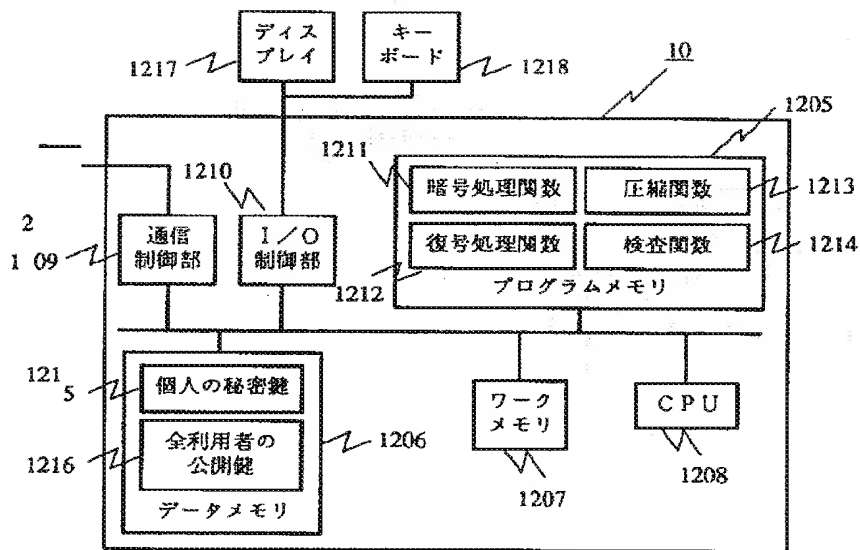 ディス
プレイ
キー
ボード
1217
1218
10
1205
1210
1211
暗号処理関数
圧縮関数
1213
2
1 09
通信
制御部
I/O
制御部
復号処理関数
検査関数
1214
1212
プログラムメモリ
121
5
個人の秘密鍵
1216
全利用者の
公開鍵
データメモリ
1206
ワーク
メモリ
1207
CPU
1208